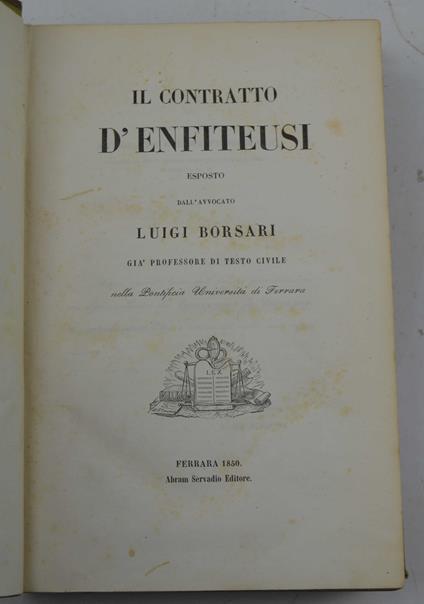 IL CONTRATTO
D'ENFITEUSI
ESPOSTO
DALL'AVVOCATO
LUIGI BORSARI
GIA' PROFESSORE DI TESTO CIVILE
nella Pontificia Università di Ferrara
LEX
FERRARA 1850.
Abram Servadio Editore.